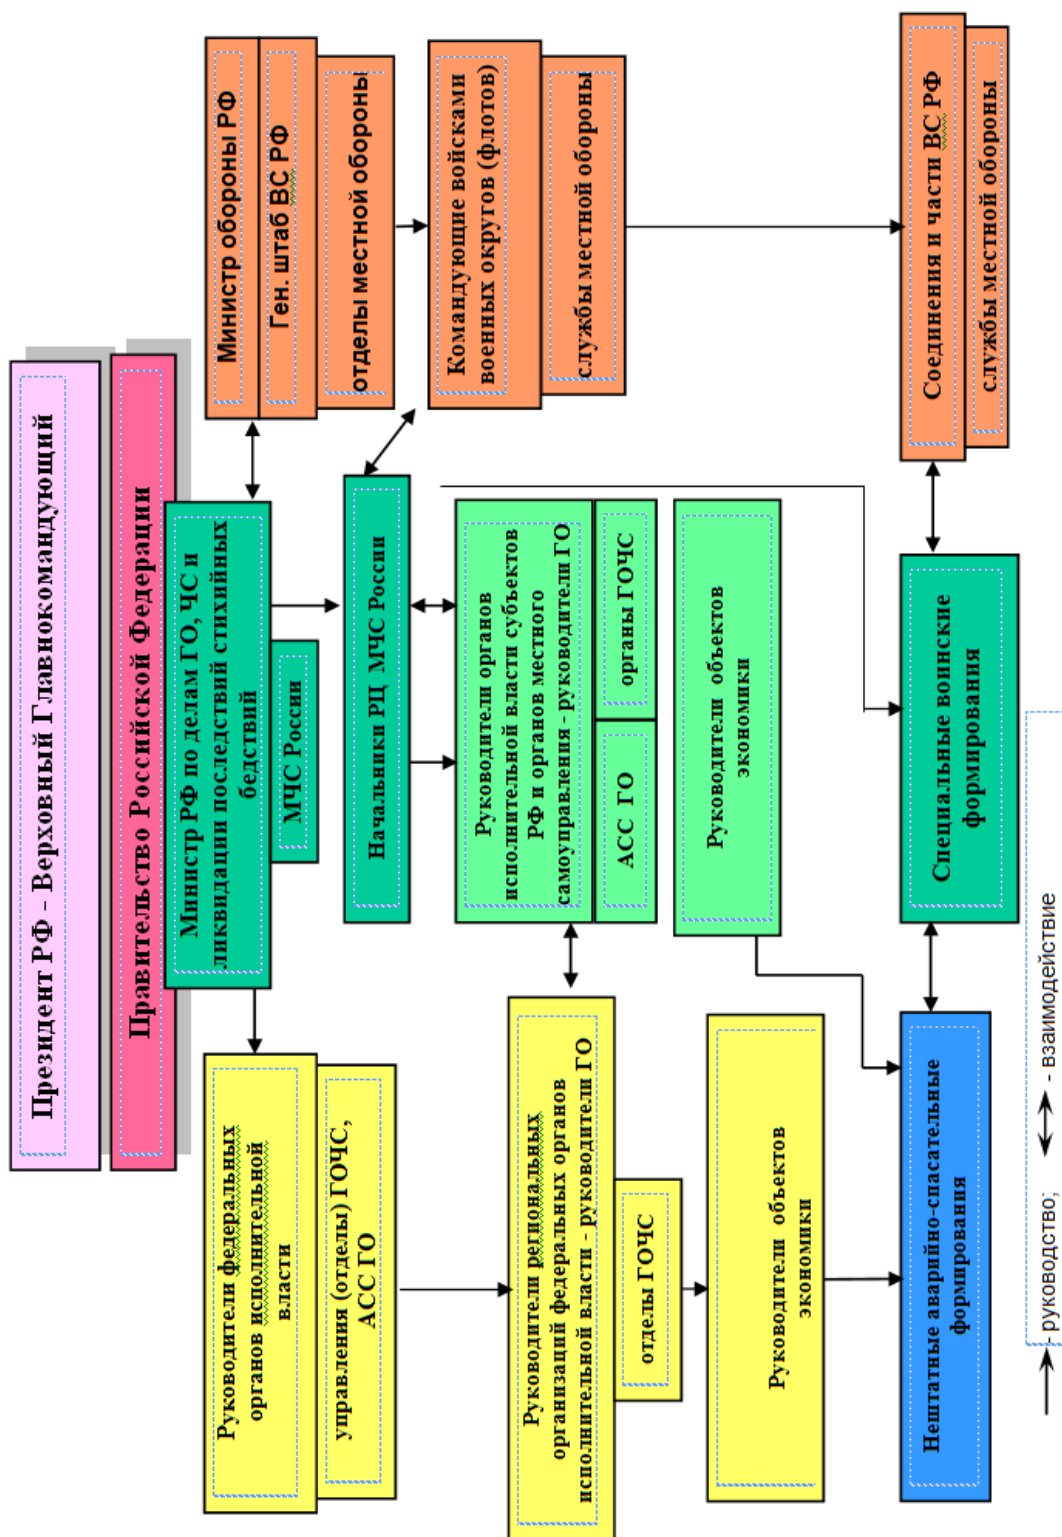 Президент РФ - Верховный Главнокомандующий
Правительство Российской Федерации
Министр РФ по делам ГО, ЧС и
ликвидации последствий стихийных
бедствий
МЧС России
Министр обороны РФ
Ген. штаб ВС РФ
отделы местной обороны
Руководители федеральных
органов исполнительной
власти
управления (отделы) ГОЧС,
АСС ГО
Начальники РЦ МЧС России
Командующие войсками
военных округов (флотов)
службы местной обороны
Руководители региональных
организаций федеральных органов
исполнительной власти - руководители ГО
отделы ГОЧС
Руководители органов
исполнительной власти субъектов
РФ и органов местного
самоуправления - руководители ГО
АСС ГО
органы ГОЧС
Руководители объектов
экономики
Руководители объектов
экономики
Нештатные аварийно-спасательные
формирования
Специальные воинские
формирования
Соединения и части ВС РФ
службы местной обороны
- руководство; - взаимодействие